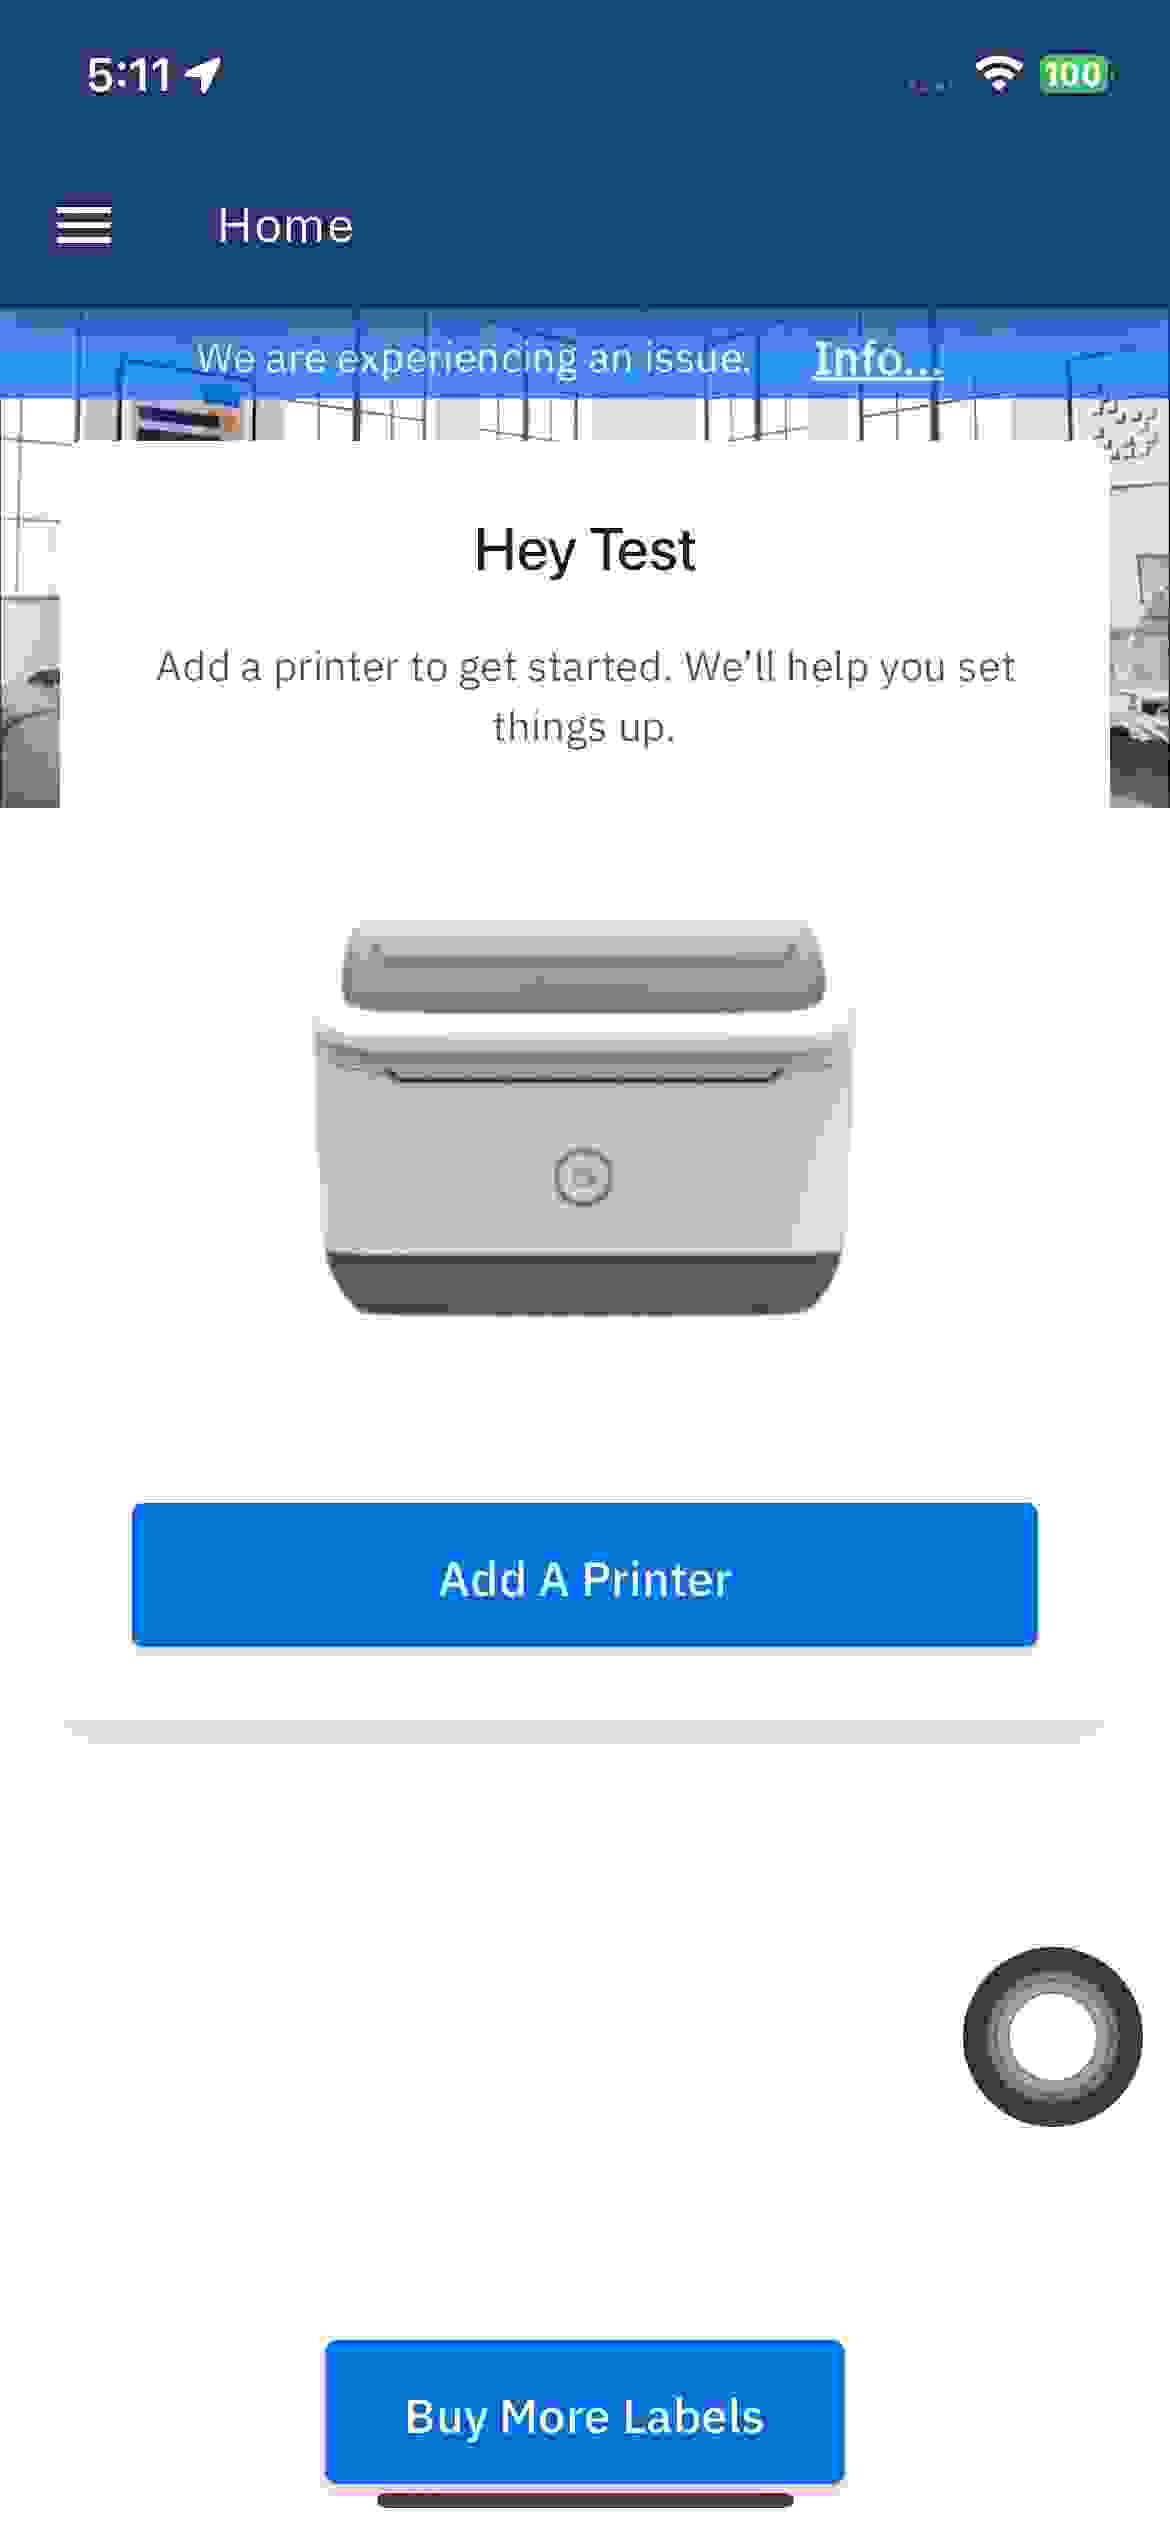 5:11
100
Home
We are experiencing an issue. Info...
Hey Test
Add a printer to get started. We'll help you set
things up.
Add A Printer
Buy More Labels